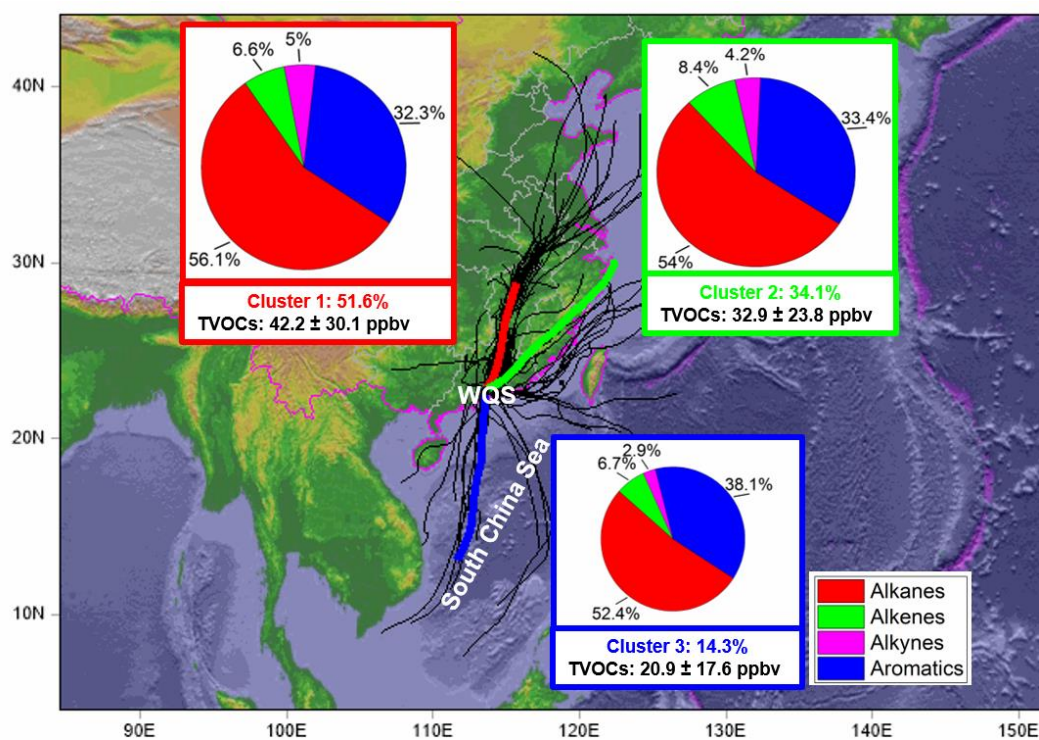 40N
30N
20N
10N
90E
100E
110E
120E
130E
140E
150E
6.6%
5%
32.3%
56.1%
Cluster 1: 51.6%
TVOCs: 42.2 ± 30.1 ppbv
8.4%
4.2%
33.4%
54%
Cluster 2: 34.1%
TVOCs: 32.9 ± 23.8 ppbv
WQS
South China Sea
6.7%
2.9%
38.1%
52.4%
Cluster 3: 14.3%
TVOCs: 20.9 ± 17.6 ppbv
Alkanes
Alkenes
Alkynes
Aromatics